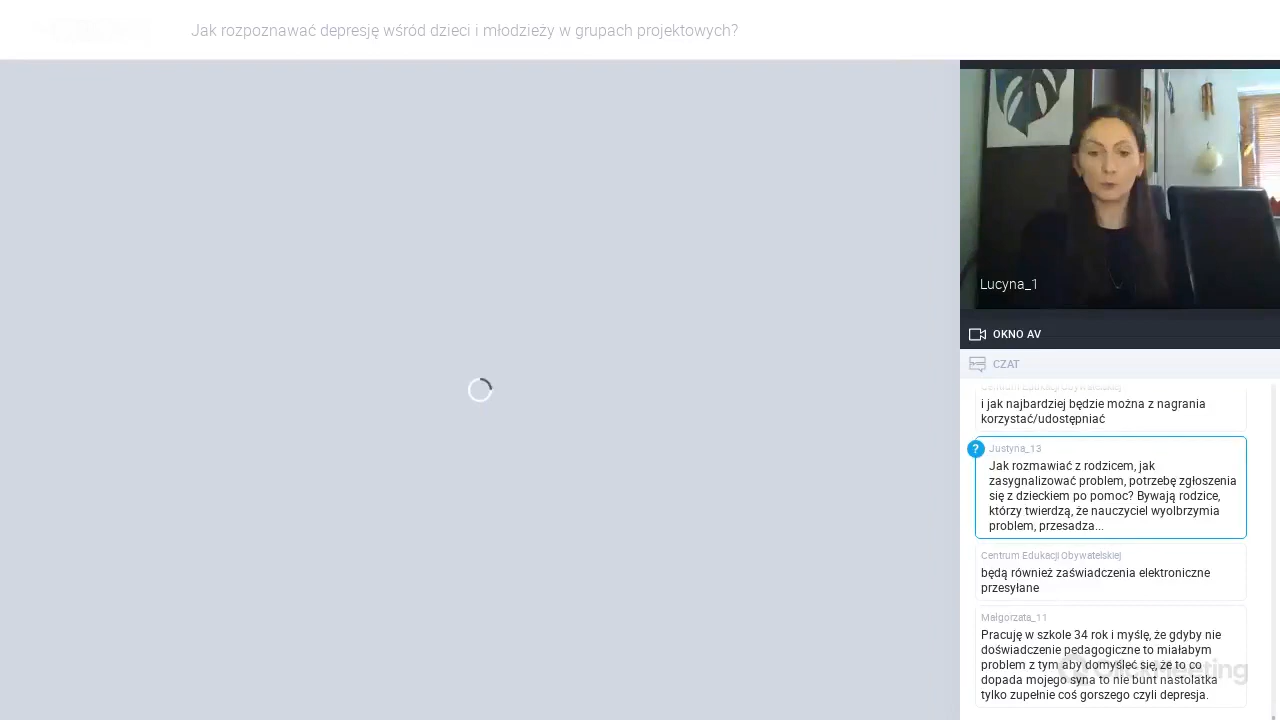 Jak rozpoznawać depresję wśród dzieci i młodzieży w grupach projektowych?
Lucyna_1
OKNO AV
CZAT
Centrum Edukacji Obywatelskiej
i jak najbardziej będzie można z nagrania
korzystać/udostępniać
?
Justyna_13
Jak rozmawiać z rodzicem, jak
zasygnalizować problem, potrzebę zgłoszenia
się z dzieckiem po pomoc? Bywają rodzice,
którzy twierdzą, że nauczyciel wyolbrzymia
problem, przesadza...
Centrum Edukacji Obywatelskiej
będą również zaświadczenia elektroniczne
przesyłane
Małgorzata_11
Pracuję w szkole 34 rok i myślę, że gdyby nie
doświadczenie pedagogiczne to miałabym
problem z tym aby domyśleć się, że to co
dopada mojego syna to nie bunt nastolatka
tylko zupełnie coś gorszego czyli depresja.
ClickMeeting